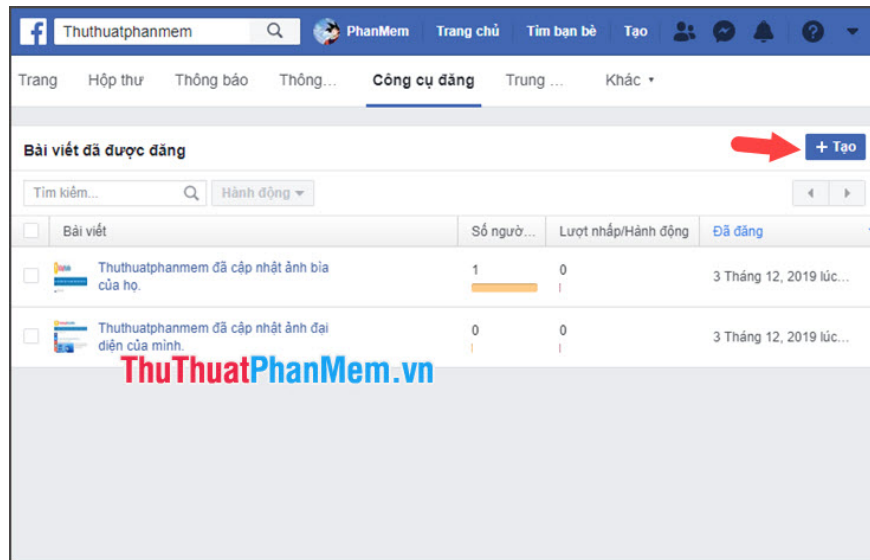 f Thuthuatphanmem PhanMem Trang chủ Tìm bạn bè Tạo
Trang Hộp thư Thông báo Thông... Công cụ đăng Trung ... Khác
Bài viết đã được đăng + Tạo
Tìm kiếm... Hành động
Bài viết Số ngườ... Lượt nhấp/Hành động Đã đăng
Thuthuatphanmem đã cập nhật ảnh bìa 1 0 3 Tháng 12, 2019 lúc...
của họ.
Thuthuatphanmem đã cập nhật ảnh đại 0 0 3 Tháng 12, 2019 lúc...
diện của mình.
ThuThuatPhanMem.vn